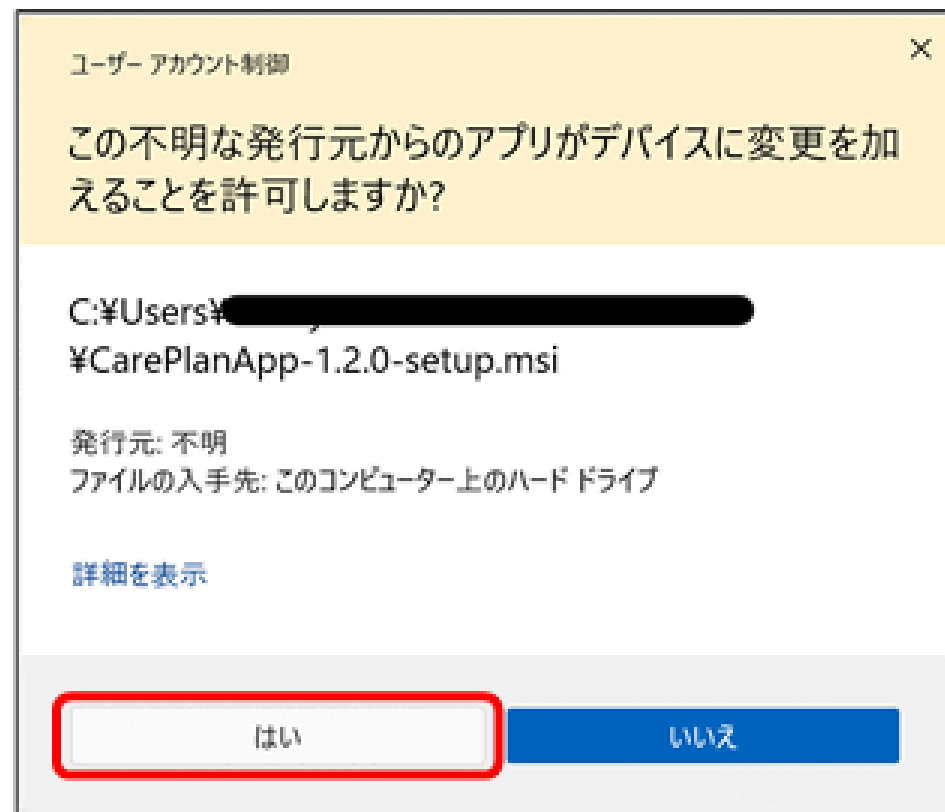 ユーザー アカウント制御
この不明な発行元からのアプリがデバイスに変更を加
えることを許可しますか?
C:¥Users¥
¥CarePlanApp-1.2.0-setup.msi
発行元: 不明
ファイルの入手先: このコンピューター上のハード ドライブ
詳細を表示
はい
いいえ